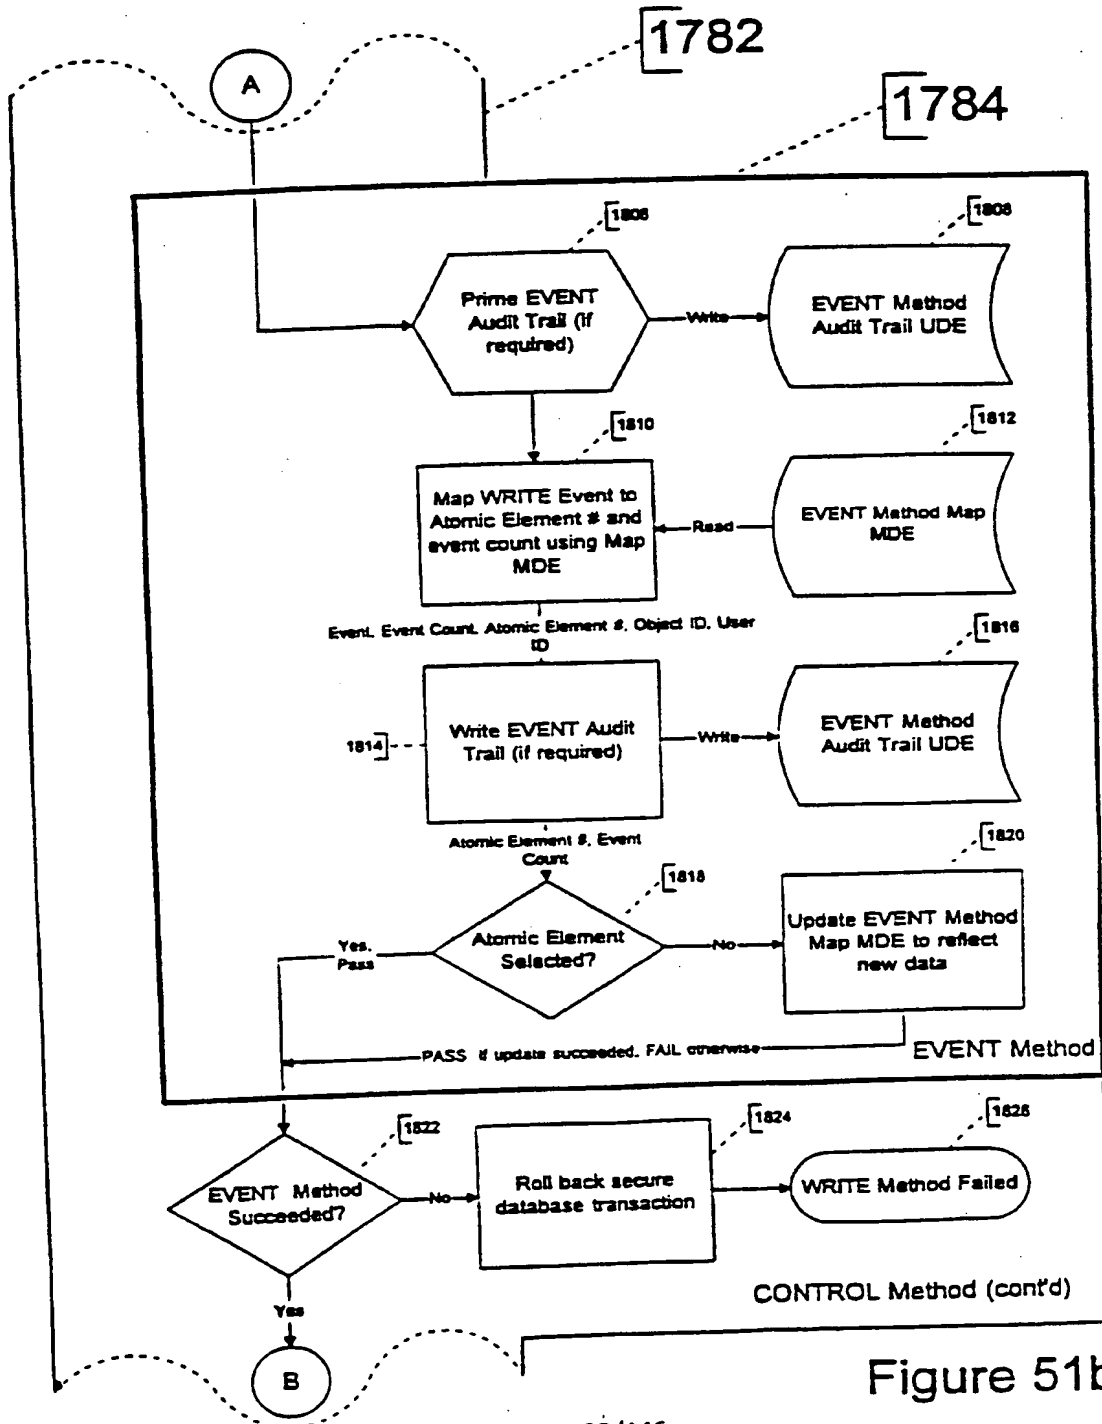 1782
A
1784
1806
1808
Prime EVENT
Audit Trail (if
required)
Write
EVENT Method
Audit Trail UDE
1810
1812
Map WRITE Event to
Atomic Element # and
event count using Map
MDE
Read
EVENT Method Map
MDE
Event, Event Count, Atomic Element #, Object ID, User
ID
1816
1814
Write EVENT Audit
Trail (if required)
Write
EVENT Method
Audit Trail UDE
Atomic Element #, Event
Count
1818
1820
Atomic Element
Selected?
Yes,
Pass
No
Update EVENT Method
Map MDE to reflect
new data
PASS if update succeeded, FAIL otherwise
EVENT Method
1822
1824
1826
EVENT Method
Succeeded?
No
Roll back secure
database transaction
WRITE Method Failed
Yes
CONTROL Method (cont'd)
B
Figure 51b